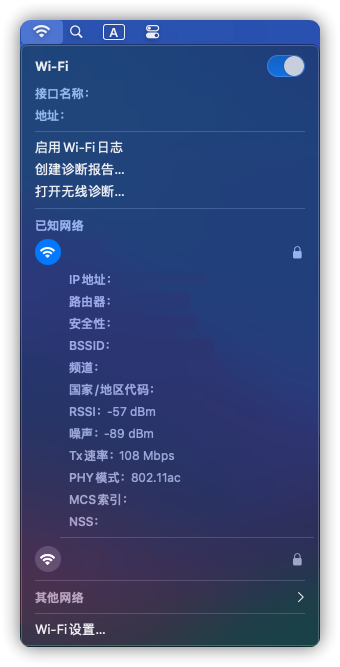 A
Wi-Fi
接口名称：
地址：
启用 Wi-Fi 日志
创建诊断报告...
打开无线诊断...
已知网络
IP 地址：
路由器：
安全性：
BSSID：
频道：
国家/地区代码：
RSSI：-57 dBm
噪声：-89 dBm
Tx 速率：108 Mbps
PHY 模式：802.11ac
MCS 索引：
NSS：
其他网络
Wi-Fi 设置...